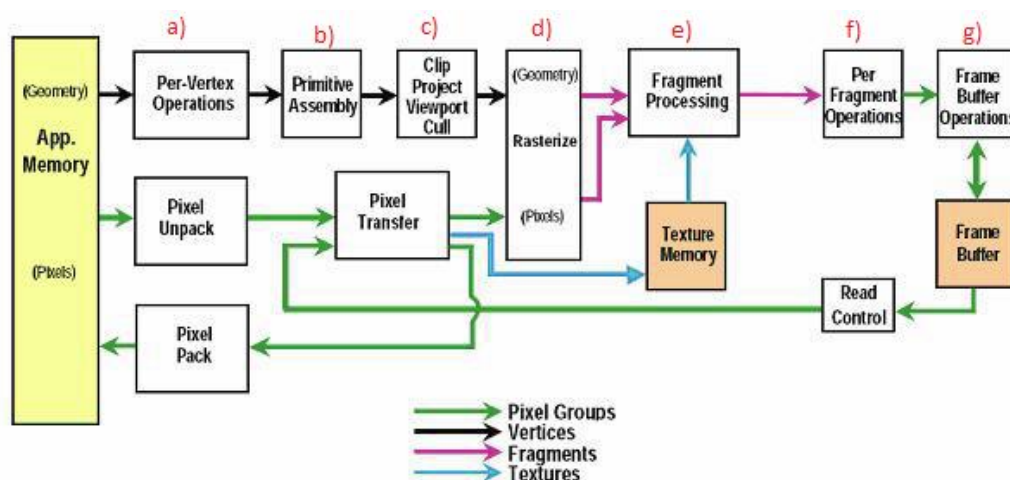 a)
b)
c)
d)
e)
f)
g)
(Geometry)
App.
Memory
(Pixels)
Per-Vertex
Operations
Primitive
Assembly
Clip
Project
Viewport
Cull
(Geometry)
Rasterize
(Pixels)
Fragment
Processing
Per
Fragment
Operations
Frame
Buffer
Operations
Pixel
Unpack
Pixel
Transfer
Texture
Memory
Frame
Buffer
Read
Control
Pixel
Pack
Pixel Groups
Vertices
Fragments
Textures